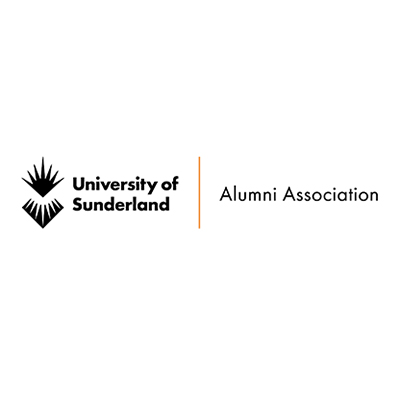 University of
Sunderland
Alumni Association